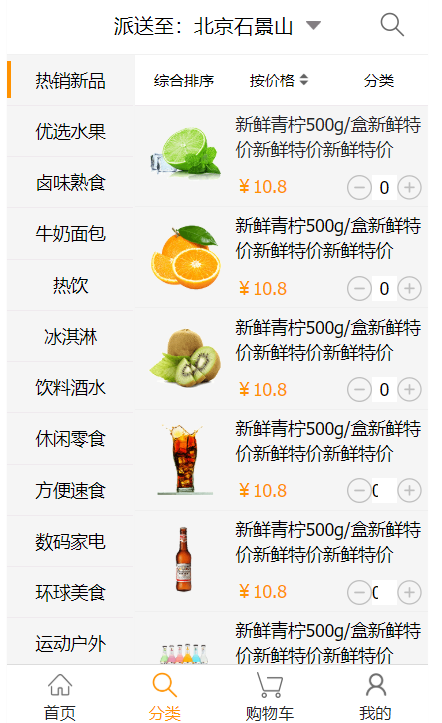 派送至：北京石景山
热销新品
优选水果
卤味熟食
牛奶面包
热饮
冰淇淋
饮料酒水
休闲零食
方便速食
数码家电
环球美食
运动户外
综合排序 按价格 分类
新鲜青柠500g/盒新鲜特
价新鲜特价新鲜特价
￥10.8 0
新鲜青柠500g/盒新鲜特
价新鲜特价新鲜特价
￥10.8 0
新鲜青柠500g/盒新鲜特
价新鲜特价新鲜特价
￥10.8 0
新鲜青柠500g/盒新鲜特
价新鲜特价新鲜特价
￥10.8 0
新鲜青柠500g/盒新鲜特
价新鲜特价新鲜特价
￥10.8 0
新鲜青柠500g/盒新鲜特
价新鲜特价新鲜特价
首页 分类 购物车 我的